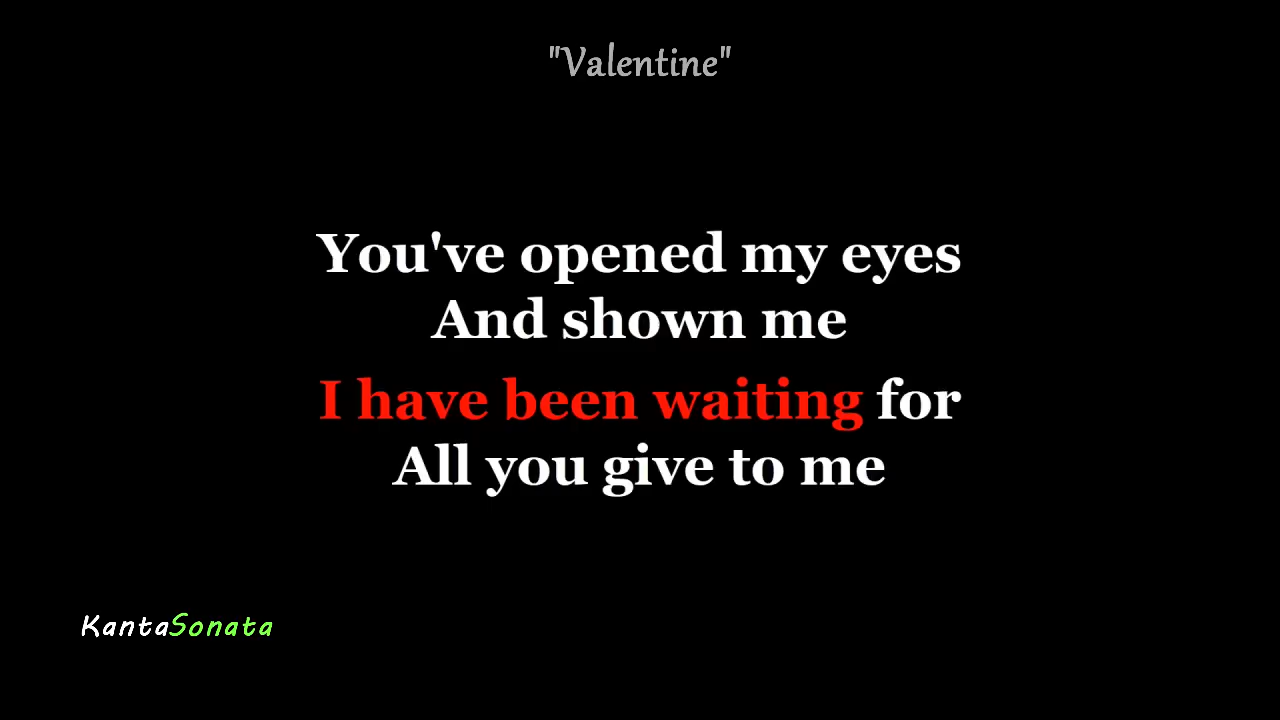 "Valentine"
You've opened my eyes
And shown me
I have been waiting for
All you give to me
KantaSonata